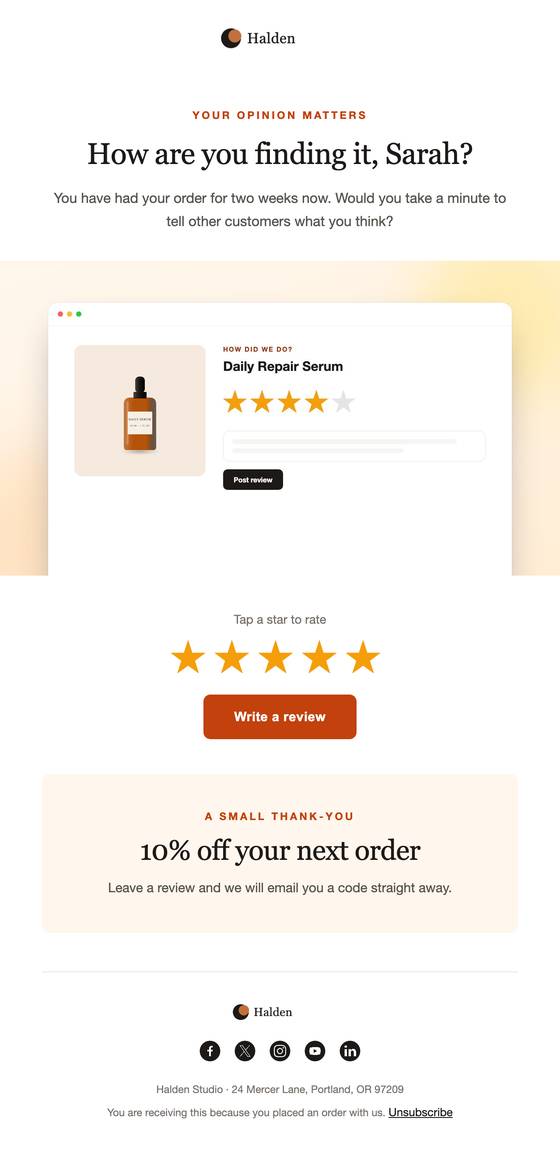 Halden
YOUR OPINION MATTERS
How are you finding it, Sarah?
You have had your order for two weeks now. Would you take a minute to
tell other customers what you think?
HOW DID WE DO?
Daily Repair Serum
DAILY SERUM
Post review
Tap a star to rate
Write a review
A SMALL THANK-YOU
10% off your next order
Leave a review and we will email you a code straight away.
Halden
Halden Studio · 24 Mercer Lane, Portland, OR 97209
You are receiving this because you placed an order with us. Unsubscribe